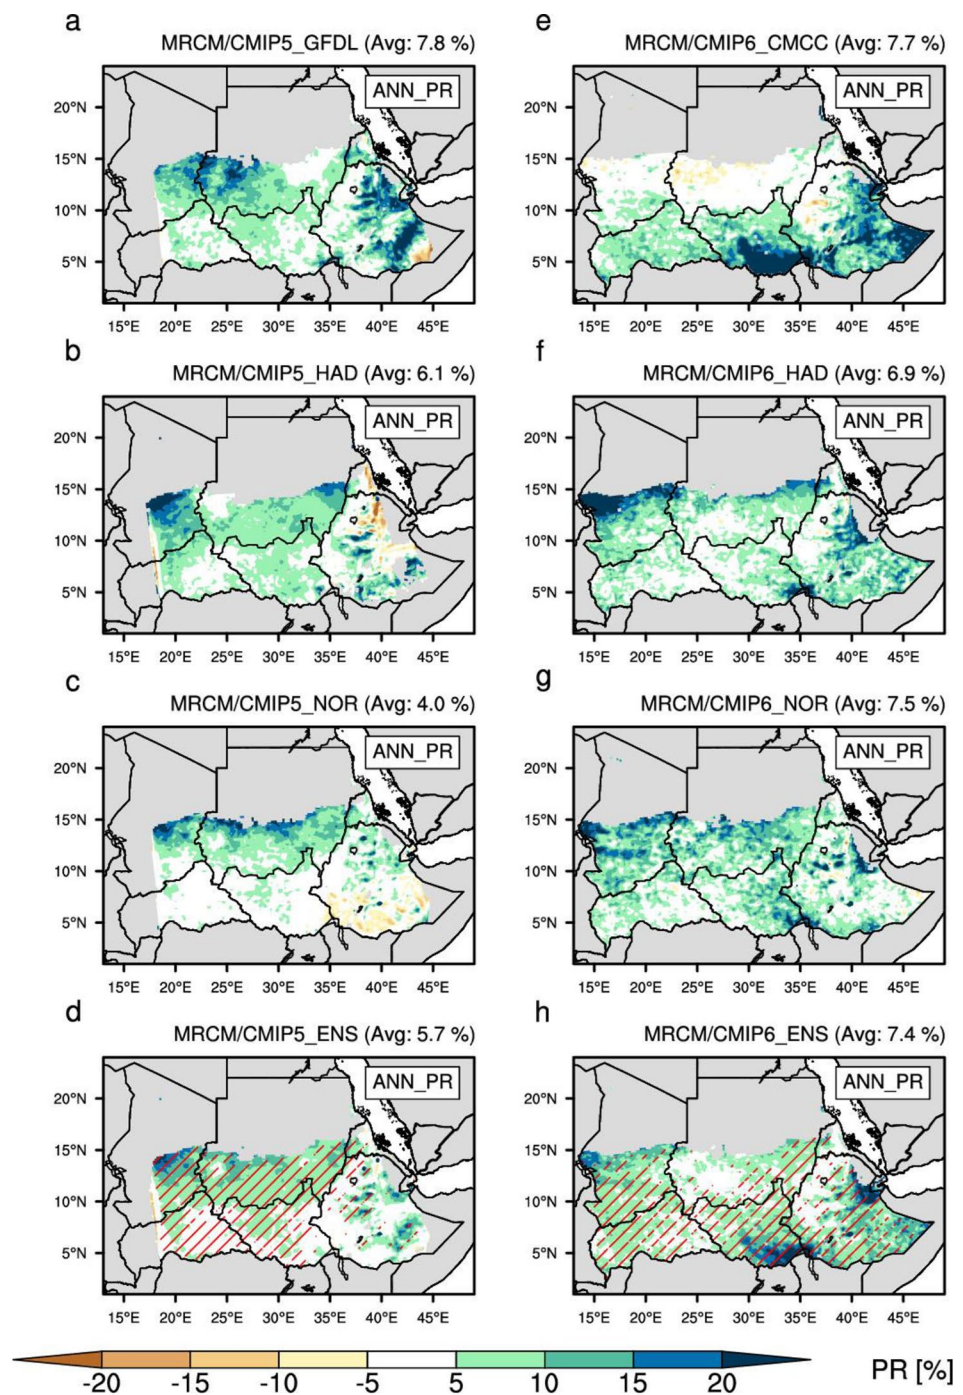 a
MRCM/CMIP5_GFDL (Avg: 7.8 %)
ANN_PR
20°N
15°N
10°N
5°N
15°E 20°E 25°E 30°E 35°E 40°E 45°E
e
MRCM/CMIP6_CMCC (Avg: 7.7 %)
ANN_PR
20°N
15°N
10°N
5°N
15°E 20°E 25°E 30°E 35°E 40°E 45°E
b
MRCM/CMIP5_HAD (Avg: 6.1 %)
ANN_PR
20°N
15°N
10°N
5°N
15°E 20°E 25°E 30°E 35°E 40°E 45°E
f
MRCM/CMIP6_HAD (Avg: 6.9 %)
ANN_PR
20°N
15°N
10°N
5°N
15°E 20°E 25°E 30°E 35°E 40°E 45°E
c
MRCM/CMIP5_NOR (Avg: 4.0 %)
ANN_PR
20°N
15°N
10°N
5°N
15°E 20°E 25°E 30°E 35°E 40°E 45°E
g
MRCM/CMIP6_NOR (Avg: 7.5 %)
ANN_PR
20°N
15°N
10°N
5°N
15°E 20°E 25°E 30°E 35°E 40°E 45°E
d
MRCM/CMIP5_ENS (Avg: 5.7 %)
ANN_PR
20°N
15°N
10°N
5°N
15°E 20°E 25°E 30°E 35°E 40°E 45°E
h
MRCM/CMIP6_ENS (Avg: 7.4 %)
ANN_PR
20°N
15°N
10°N
5°N
15°E 20°E 25°E 30°E 35°E 40°E 45°E
-20 -15 -10 -5 5 10 15 20
PR [%]